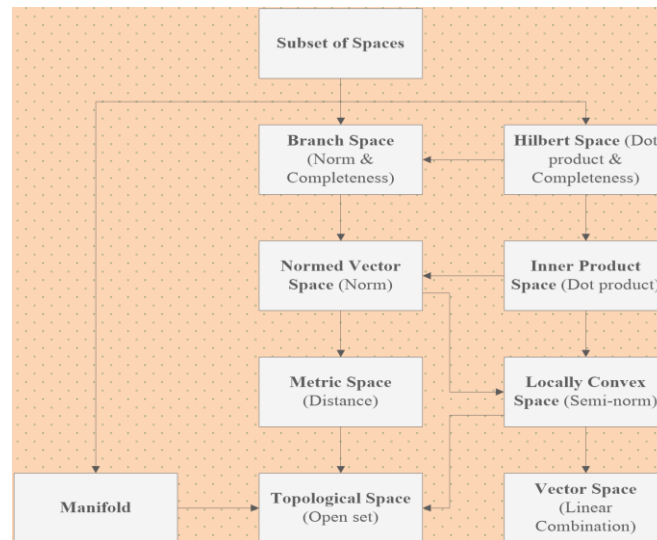 Subset of Spaces
Branch Space
(Norm &
Completeness)
Hilbert Space (Dot
product &
Completeness)
Normed Vector
Space (Norm)
Inner Product
Space (Dot product)
Metric Space
(Distance)
Locally Convex
Space (Semi-norm)
Manifold
Topological Space
(Open set)
Vector Space
(Linear
Combination)